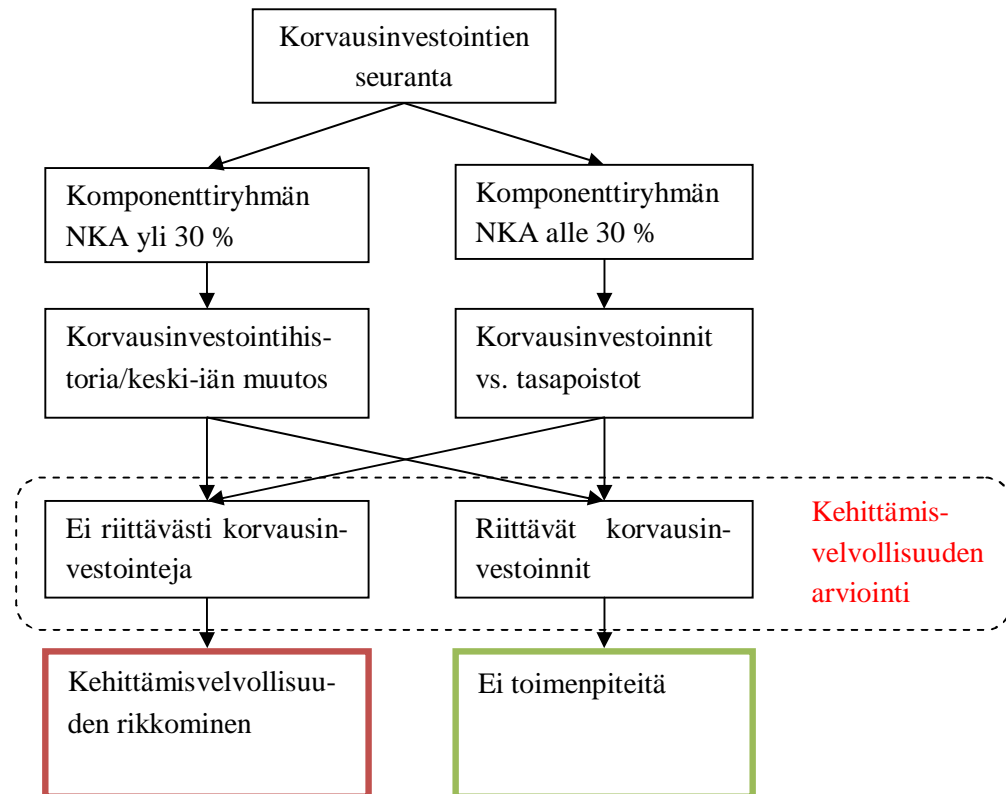 Korvausinvestointien
seuranta
Komponenttiryhmän
NKA yli 30 %
Komponenttiryhmän
NKA alle 30 %
Korvausinvestointihis-
toria/keski-iän muutos
Korvausinvestoinnit
vs. tasapoistot
Ei riittävästi korvausin-
vestointeja
Riittävät korvausin-
vestoinnit
Kehittämis-
velvollisuuden
arviointi
Kehittämisvelvollisuu-
den rikkominen
Ei toimenpiteitä